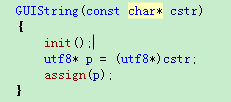 GUIString(const char* cstr)
{
init();
utf8* p = (utf8*)cstr;
assign(p);
}